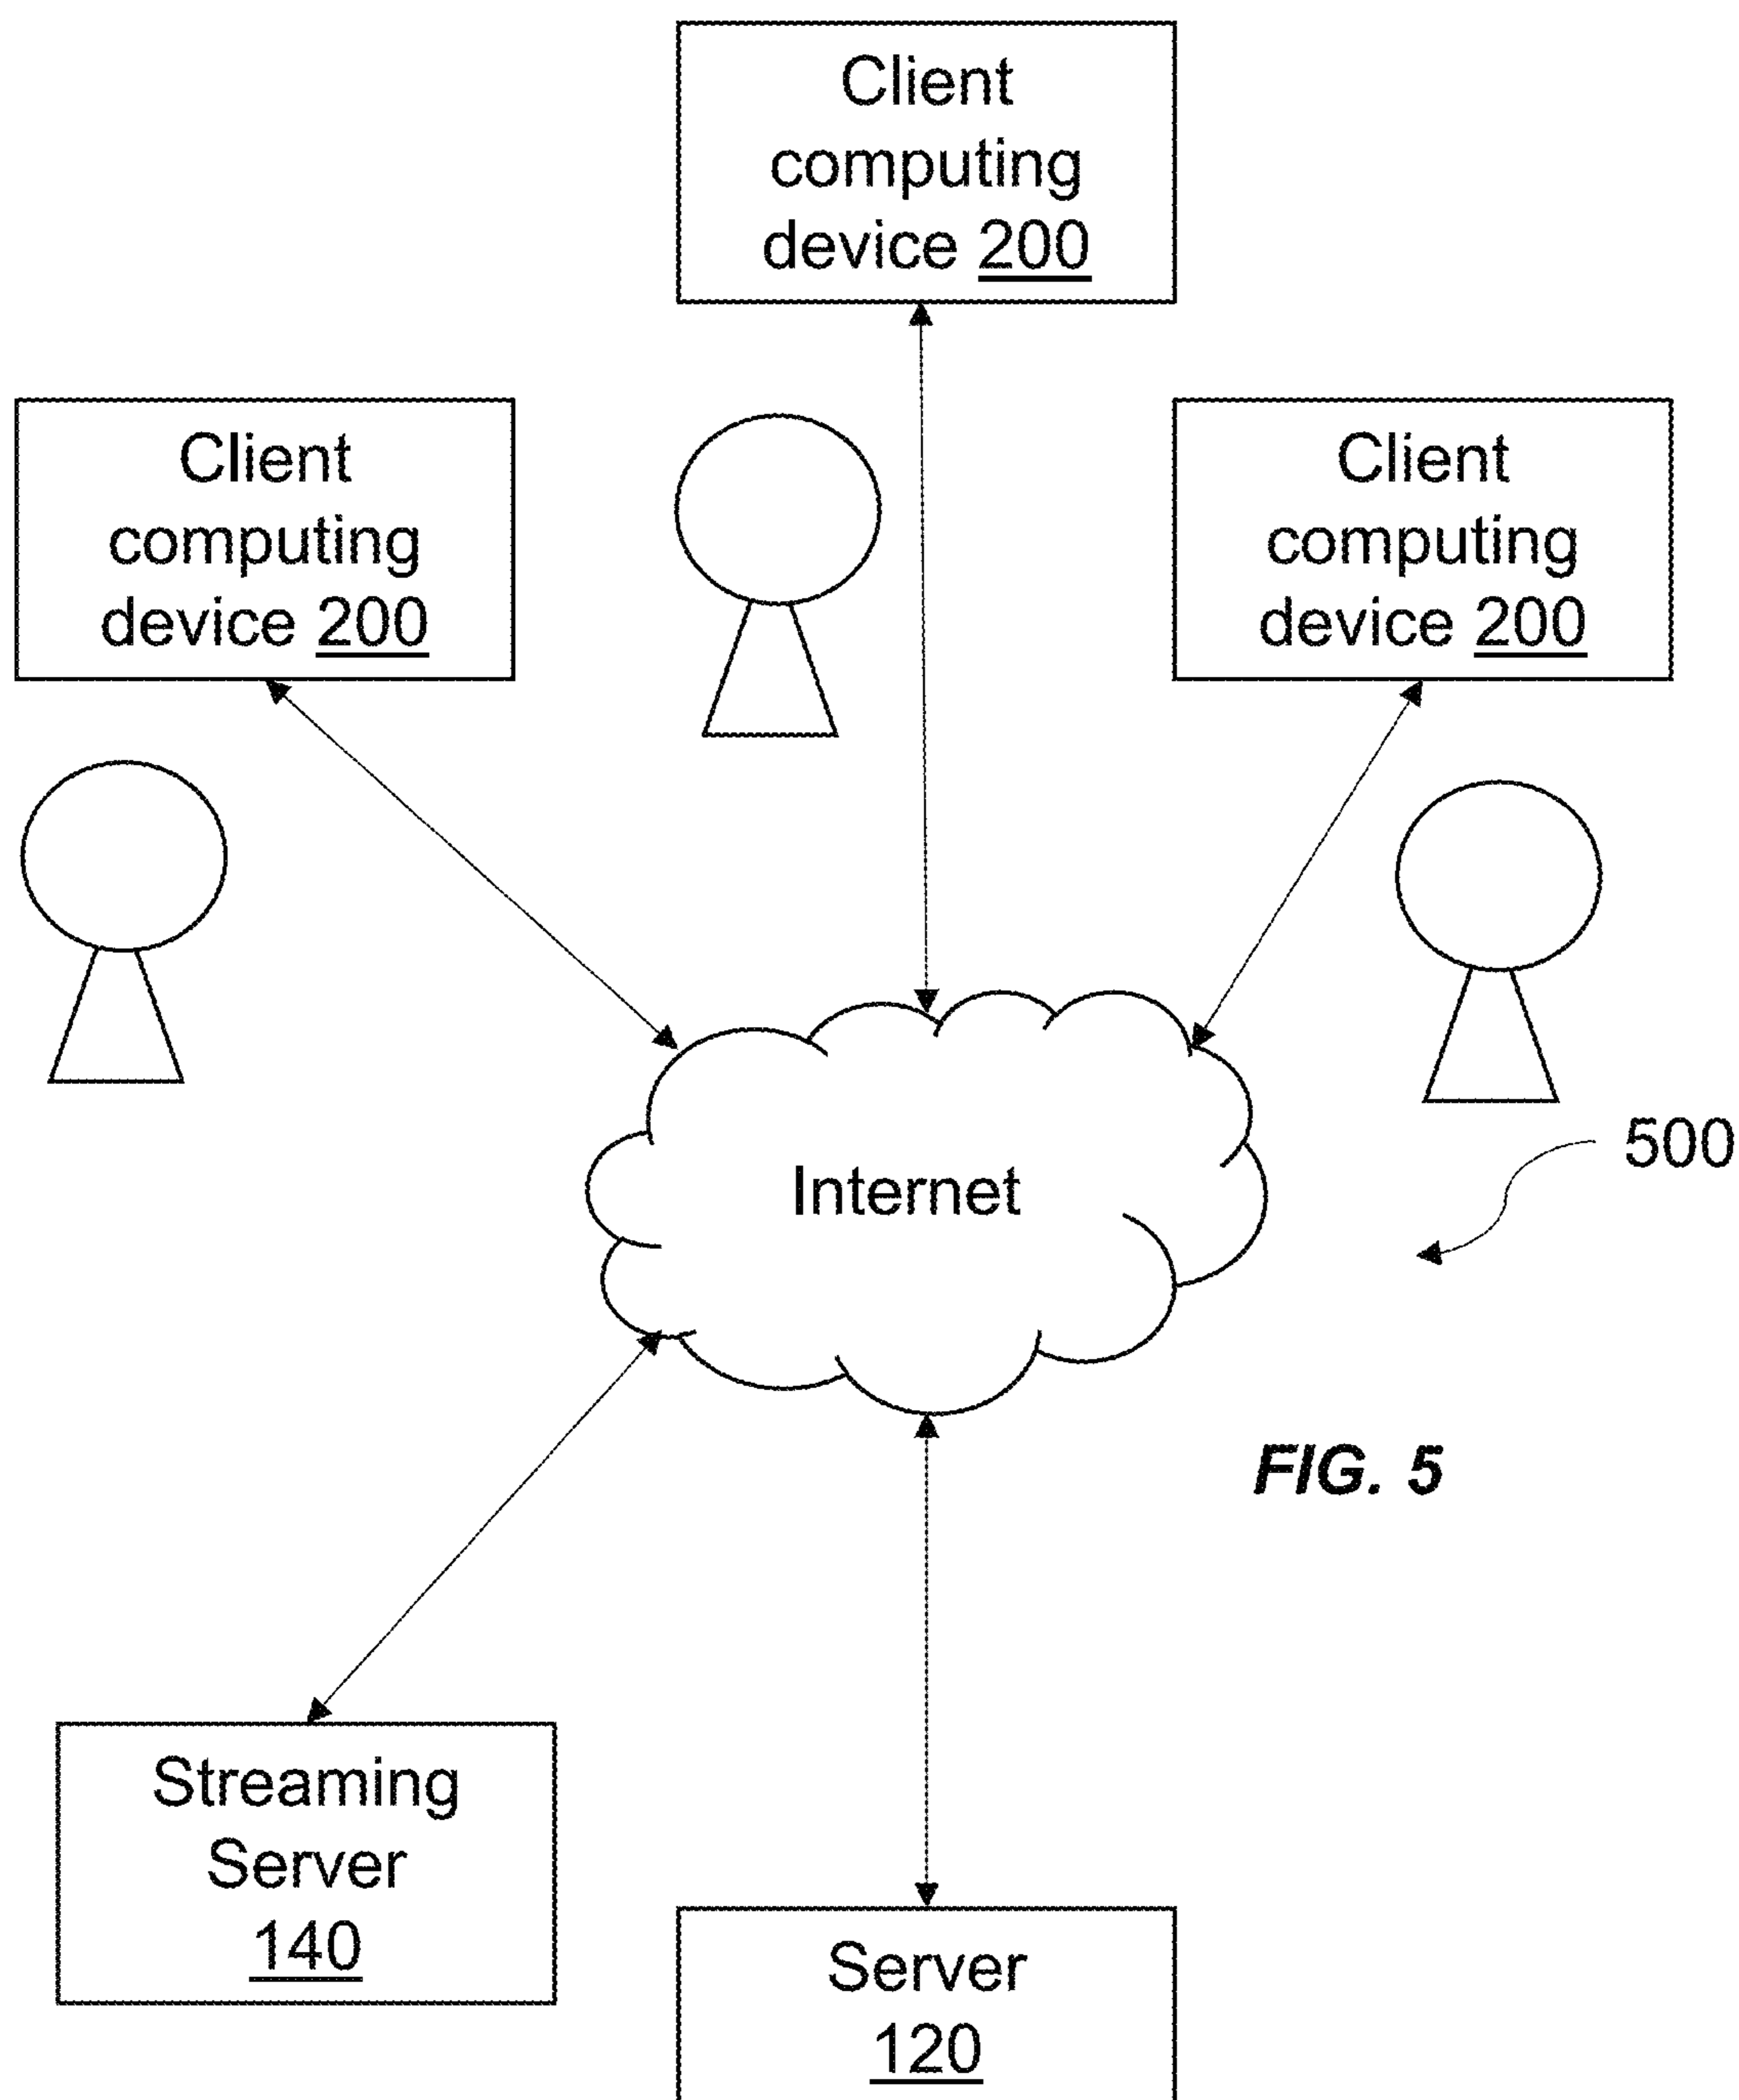 Client
computing
device 200
Client
computing
device 200
Client
computing
device 200
Internet
500
FIG. 5
Streaming
Server
140
Server
120